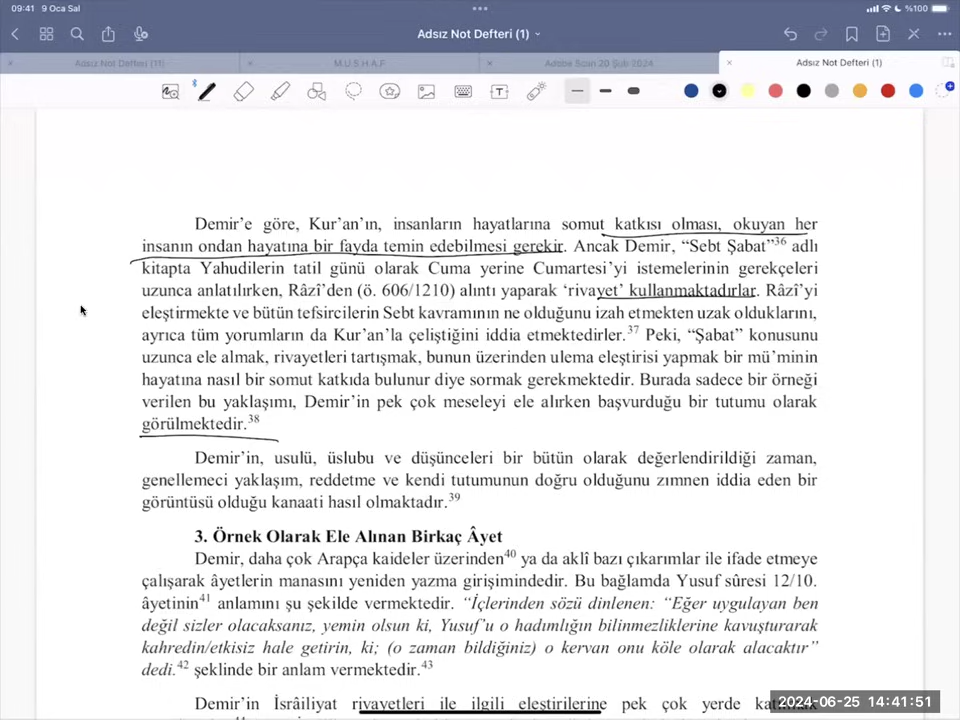 09:41 9 Oca Sal
%100
Adsız Not Defteri (1)
Adsız Not Defteri (11)
M.U.S.H.A.F
Adobe Scan 20 Şub 2024
Adsız Not Defteri (1)
Demir’e göre, Kur’an’ın, insanların hayatlarına somut katkısı olması, okuyan her
insanın ondan hayatına bir fayda temin edebilmesi gerekir. Ancak Demir, “Sebt Şabat”36 adlı
kitapta Yahudilerin tatil günü olarak Cuma yerine Cumartesi’yi istemelerinin gerekçeleri
uzunca anlatılırken, Râzî’den (ö. 606/1210) alıntı yaparak ‘rivayet’ kullanmaktadırlar. Râzî’yi
eleştirmekte ve bütün tefsircilerin Sebt kavramının ne olduğunu izah etmekten uzak olduklarını,
ayrıca tüm yorumların da Kur’an’la çeliştiğini iddia etmektedirler.37 Peki, “Şabat” konusunu
uzunca ele almak, rivayetleri tartışmak, bunun üzerinden ulema eleştirisi yapmak bir mü’minin
hayatına nasıl bir somut katkıda bulunur diye sormak gerekmektedir. Burada sadece bir örneği
verilen bu yaklaşımı, Demir’in pek çok meseleyi ele alırken başvurduğu bir tutumu olarak
görülmektedir.38
Demir’in, usulü, üslubu ve düşünceleri bir bütün olarak değerlendirildiği zaman,
genellemeci yaklaşım, reddetme ve kendi tutumunun doğru olduğunu zımnen iddia eden bir
görüntüsü olduğu kanaati hasıl olmaktadır.39
3. Örnek Olarak Ele Alınan Birkaç Âyet
Demir, daha çok Arapça kaideler üzerinden40 ya da aklî bazı çıkarımlar ile ifade etmeye
çalışarak âyetlerin manasını yeniden yazma girişimindedir. Bu bağlamda Yusuf sûresi 12/10.
âyetinin41 anlamını şu şekilde vermektedir. “İçlerinden sözü dinlenen: “Eğer uygulayan ben
değil sizler olacaksanız, yemin olsun ki, Yusuf’u o hadımlığın bilinmezliklerine kavuşturarak
kahredin/etkisiz hale getirin, ki; (o zaman bildiğiniz) o kervan onu köle olarak alacaktır”
dedi.42 şeklinde bir anlam vermektedir.43
Demir’in İsrâiliyat rivayetleri ile ilgili eleştirilerine pek çok yerde
2024-06-25 14:41:51